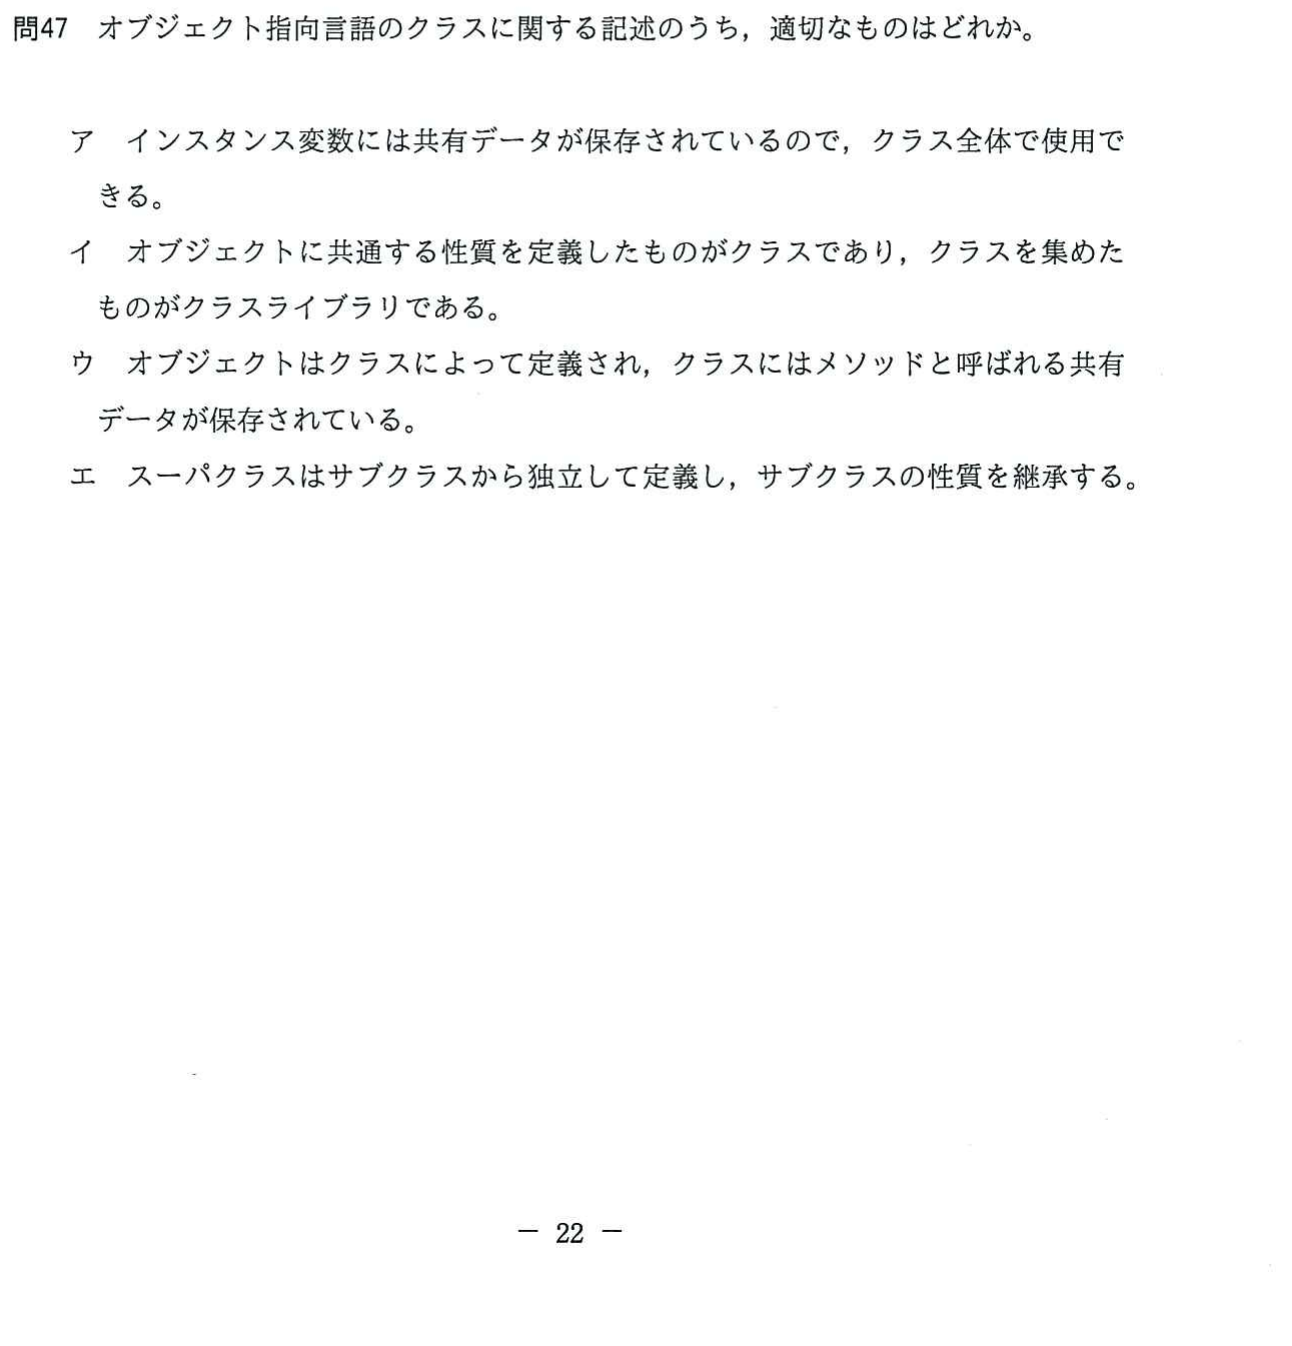 問47　オブジェクト指向言語のクラスに関する記述のうち，適切なものはどれか。
ア　インスタンス変数には共有データが保存されているので，クラス全体で使用で
きる。
イ　オブジェクトに共通する性質を定義したものがクラスであり，クラスを集めた
ものがクラスライブラリである。
ウ　オブジェクトはクラスによって定義され，クラスにはメソッドと呼ばれる共有
データが保存されている。
エ　スーパクラスはサブクラスから独立して定義し，サブクラスの性質を継承する。
－ 22 －